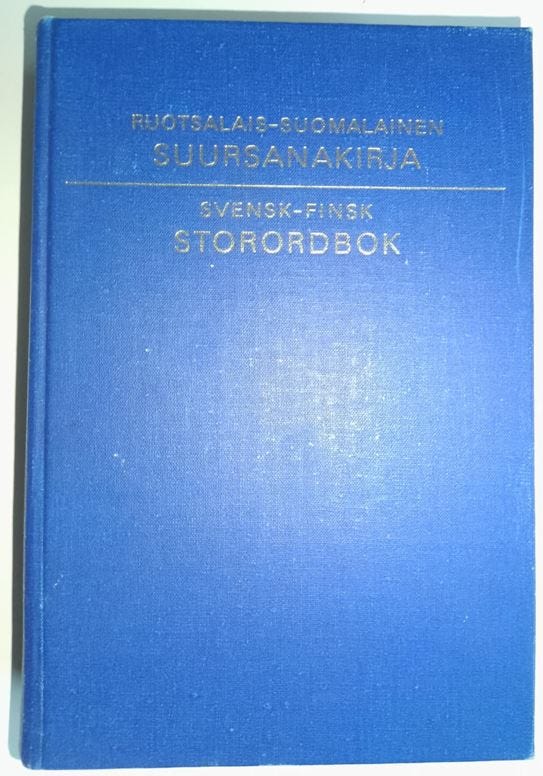 RUOTSALAIS-SUOMALAINEN
SUURSANAKIRJA
SVENSK-FINSK
STORORDBOK